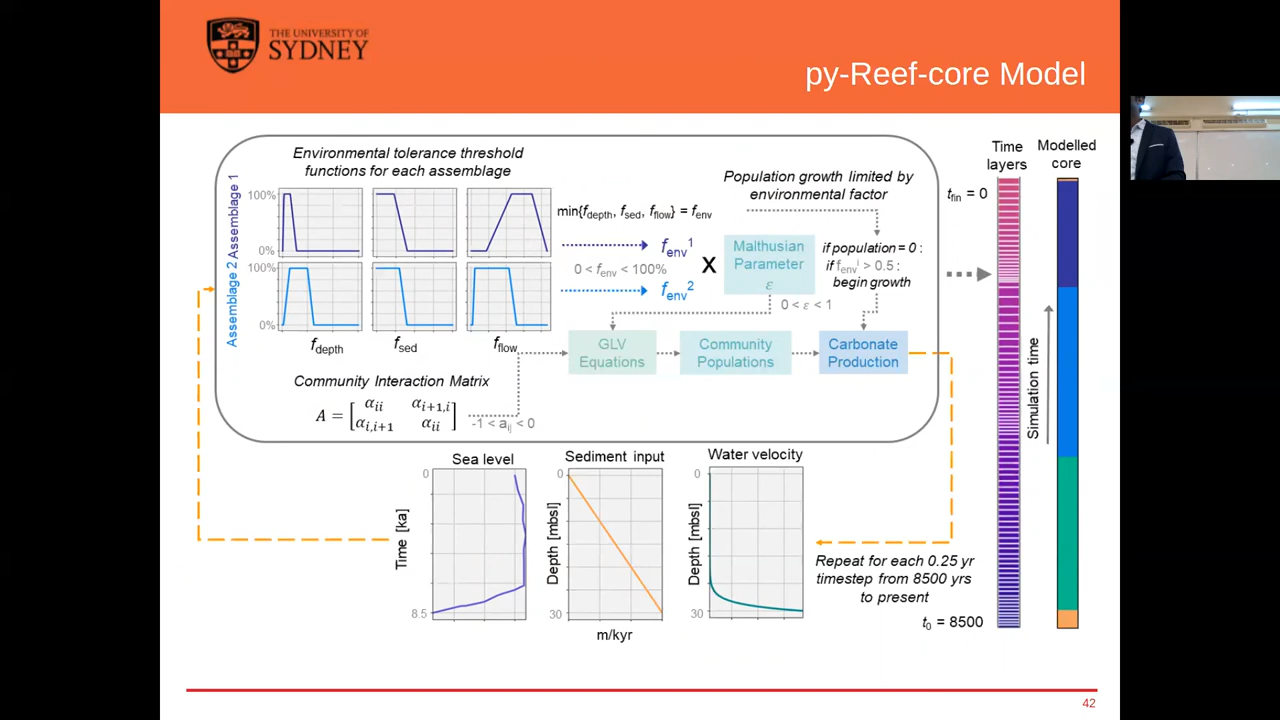 THE UNIVERSITY OF
SYDNEY
py-Reef-core Model
Environmental tolerance threshold
functions for each assemblage
Assemblage 1
100%
0%
Assemblage 2
100%
0%
f_depth
f_sed
f_flow
min{f_depth, f_sed, f_flow} = f_env
f_env^1
0 < f_env < 100%
f_env^2
X
Malthusian
Parameter
ε
0 < ε < 1
Population growth limited by
environmental factor
if population = 0 :
if f_env^i > 0.5 :
begin growth
GLV
Equations
Community
Populations
Carbonate
Production
Community Interaction Matrix
A = [α_ii α_i+1,i
α_i,i+1 α_ii]
-1 < a_ij < 0
Sea level
0
Time [ka]
8.5
Sediment input
0
Depth [mbsl]
30
m/kyr
Water velocity
0
Depth [mbsl]
30
Repeat for each 0.25 yr
timestep from 8500 yrs
to present
Time
layers
Modelled
core
t_fin = 0
Simulation time
t_0 = 8500
42